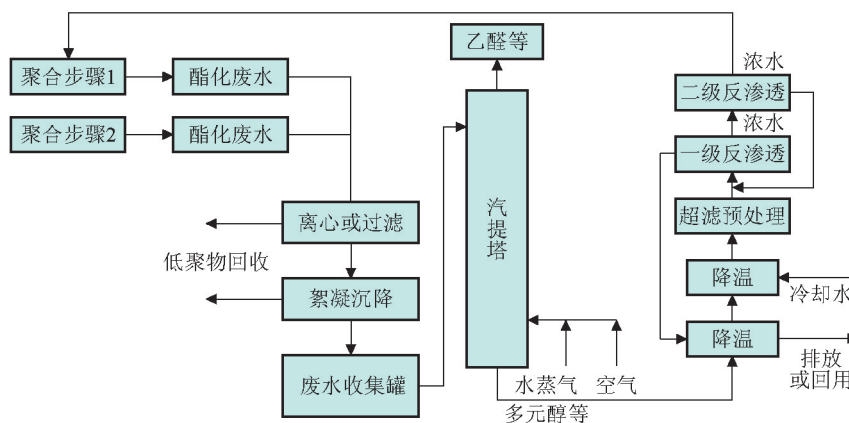 聚合步骤1
酯化废水
聚合步骤2
酯化废水
离心或过滤
低聚物回收
絮凝沉降
废水收集罐
乙醛等
汽提塔
水蒸气
空气
多元醇等
浓水
二级反渗透
浓水
一级反渗透
超滤预处理
降温
冷却水
降温
排放
或回用